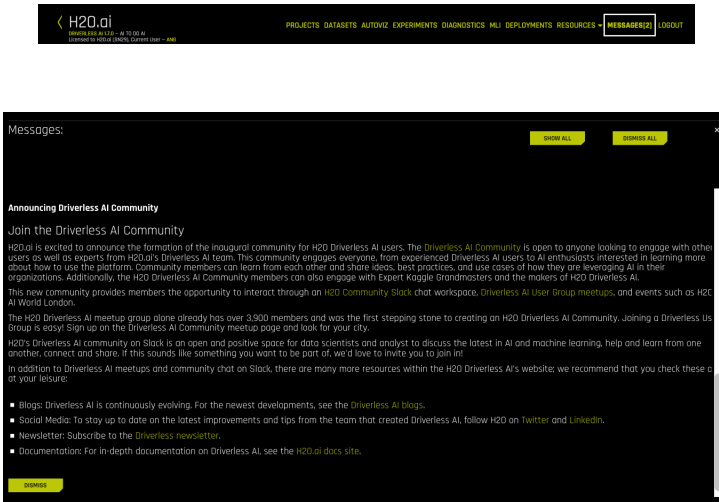 H2O.ai
DRIVERLESS AI 1.7.0 – AI TO DO AI
Licensed to H2O.ai (SN29), Current User – ANG
PROJECTS DATASETS AUTOVIZ EXPERIMENTS DIAGNOSTICS MLI DEPLOYMENTS RESOURCES MESSAGES[2] LOGOUT
Messages:
SHOW ALL
DISMISS ALL
×
Announcing Driverless AI Community
Join the Driverless AI Community
H2O.ai is excited to announce the formation of the inaugural community for H2O Driverless AI users. The Driverless AI Community is open to anyone looking to engage with other
users as well as experts from H2O.ai's Driverless AI team. This community engages everyone, from experienced Driverless AI users to AI enthusiasts interested in learning more
about how to use the platform. Community members can learn from each other and share ideas, best practices, and use cases of how they are leveraging AI in their
organizations. Additionally, the H2O Driverless AI Community members can also engage with Expert Kaggle Grandmasters and the makers of H2O Driverless AI.
This new community provides members the opportunity to interact through an H2O Community Slack chat workspace, Driverless AI User Group meetups, and events such as H2O
AI World London.
The H2O Driverless AI meetup group alone already has over 3,900 members and was the first stepping stone to creating an H2O Driverless AI Community. Joining a Driverless Us
Group is easy! Sign up on the Driverless AI Community meetup page and look for your city.
H2O's Driverless AI community on Slack is an open and positive space for data scientists and analyst to discuss the latest in AI and machine learning, help and learn from one
another, connect and share. If this sounds like something you want to be part of, we'd love to invite you to join in!
In addition to Driverless AI meetups and community chat on Slack, there are many more resources within the H2O Driverless AI's website; we recommend that you check these o
at your leisure:
■ Blogs: Driverless AI is continuously evolving. For the newest developments, see the Driverless AI blogs.
■ Social Media: To stay up to date on the latest improvements and tips from the team that created Driverless AI, follow H2O on Twitter and LinkedIn.
■ Newsletter: Subscribe to the Driverless newsletter.
■ Documentation: For in-depth documentation on Driverless AI, see the H2O.ai docs site.
DISMISS